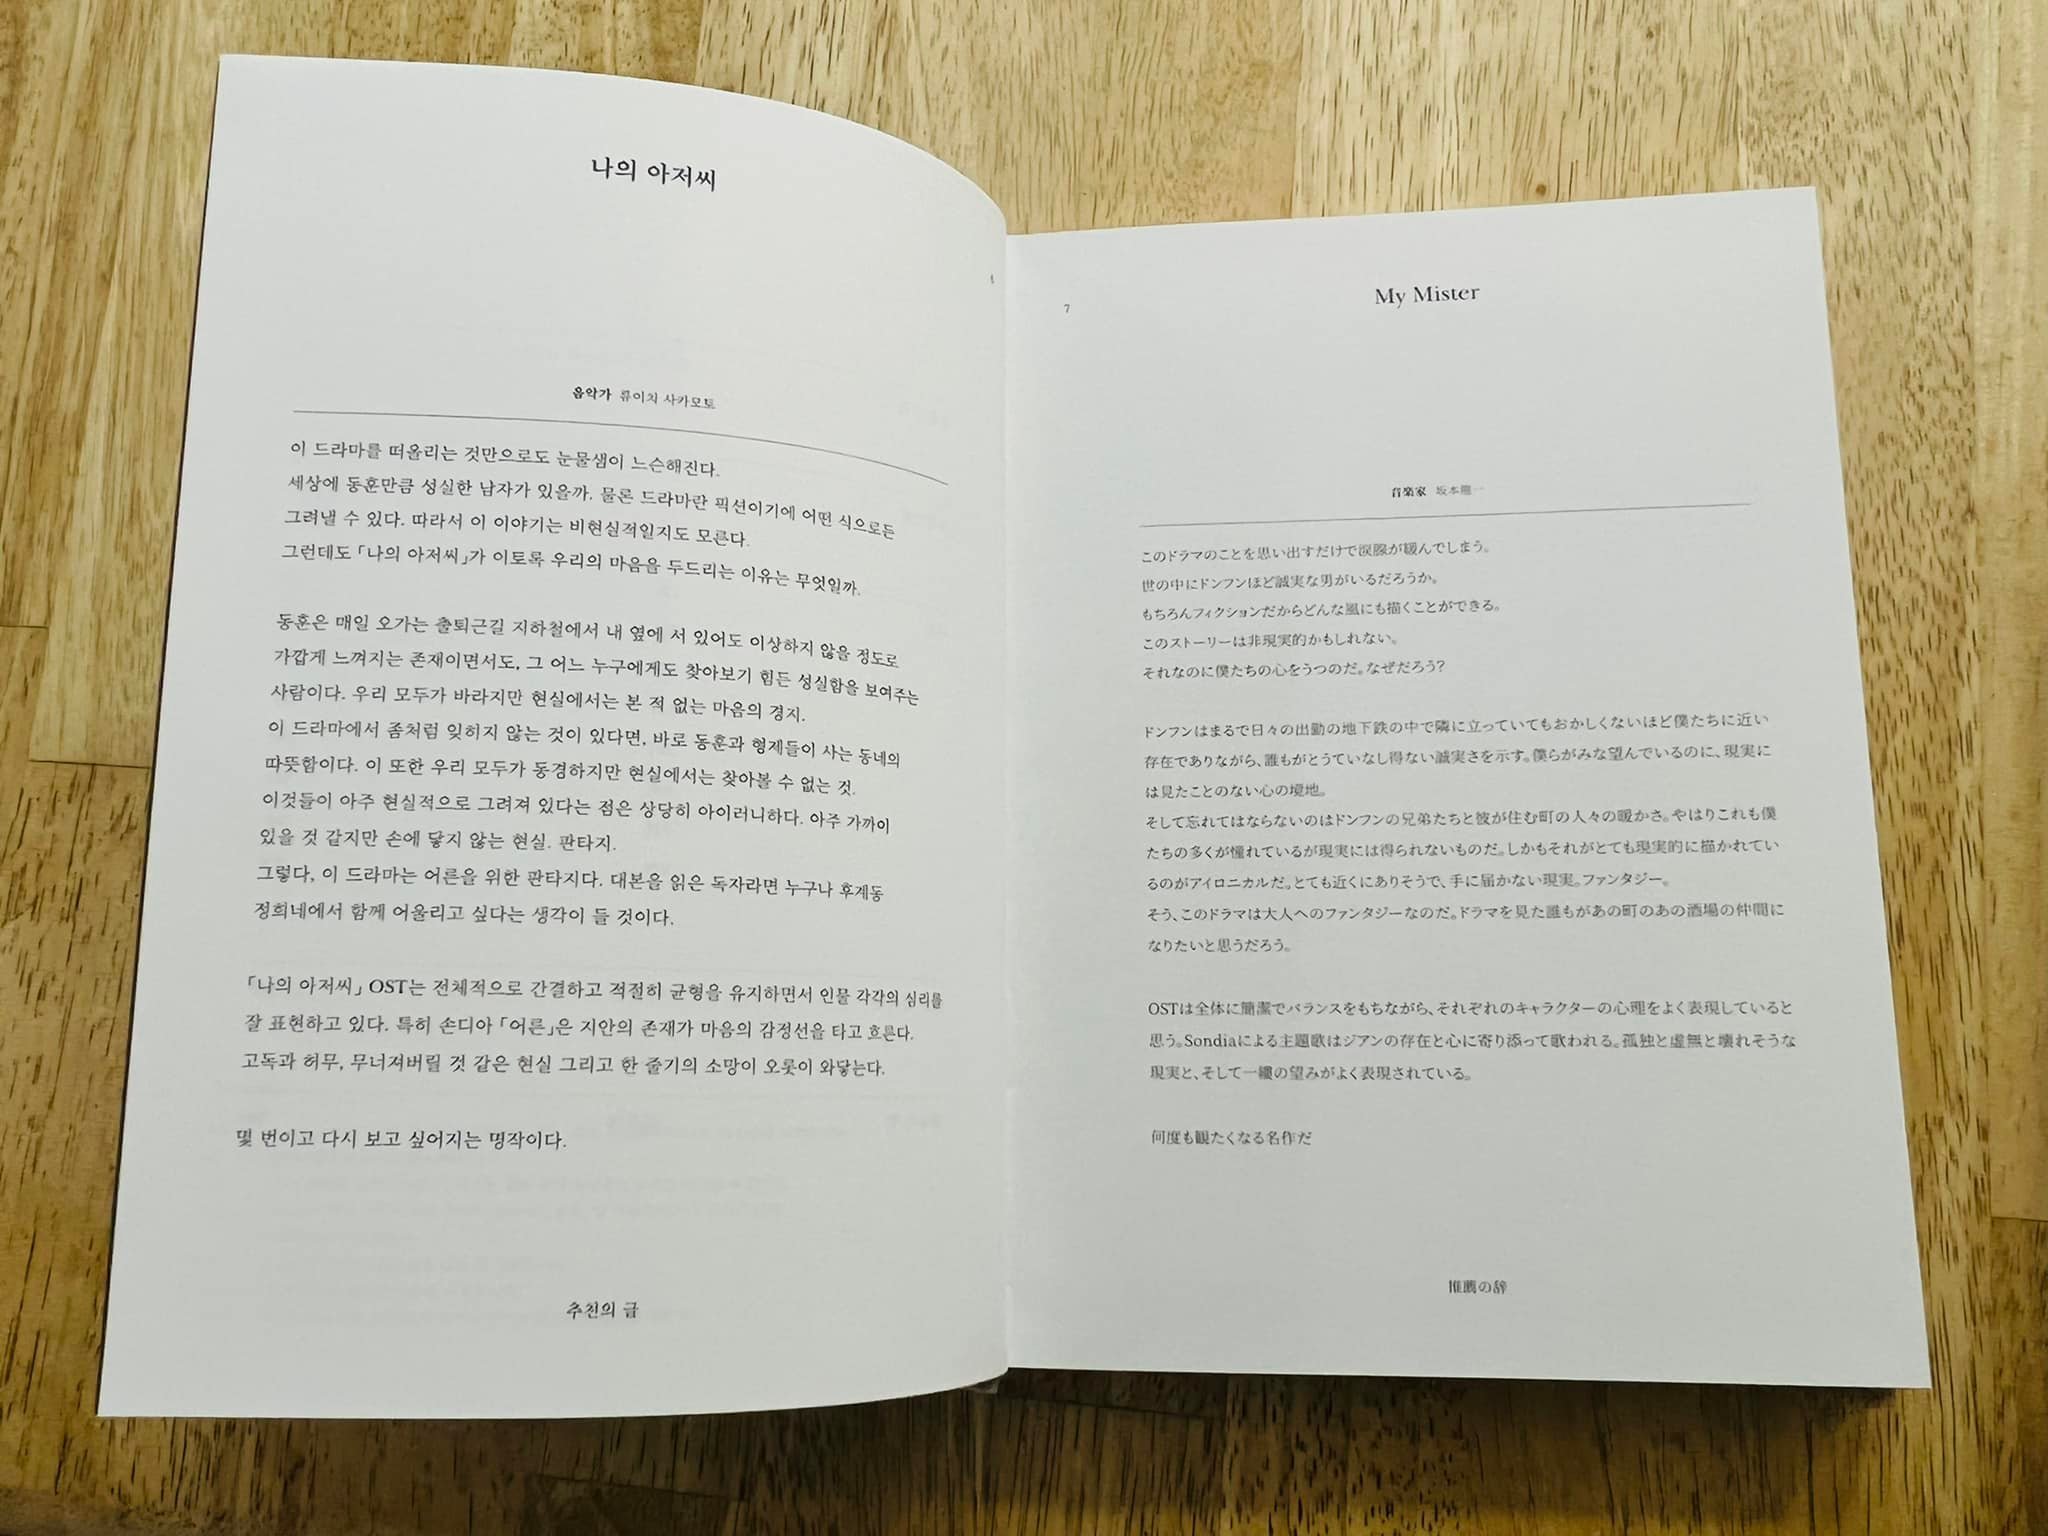 나의 아저씨
음악가 류이치 사카모토
이 드라마를 떠올리는 것만으로도 눈물샘이 느슨해진다.
세상에 동훈만큼 성실한 남자가 있을까. 물론 드라마란 픽션이기에 어떤 식으로든
그려낼 수 있다. 따라서 이 이야기는 비현실적일지도 모른다.
그런데도 「나의 아저씨」가 이토록 우리의 마음을 두드리는 이유는 무엇일까.
동훈은 매일 오가는 출퇴근길 지하철에서 내 옆에 서 있어도 이상하지 않을 정도로
가깝게 느껴지는 존재이면서도, 그 어느 누구에게도 찾아보기 힘든 성실함을 보여주는
사람이다. 우리 모두가 바라지만 현실에서는 본 적 없는 마음의 경지.
이 드라마에서 좀처럼 잊히지 않는 것이 있다면, 바로 동훈과 형제들이 사는 동네의
따뜻함이다. 이 또한 우리 모두가 동경하지만 현실에서는 찾아볼 수 없는 것.
이것들이 아주 현실적으로 그려져 있다는 점은 상당히 아이러니하다. 아주 가까이
있을 것 같지만 손에 닿지 않는 현실. 판타지.
그렇다, 이 드라마는 어른을 위한 판타지다. 대본을 읽은 독자라면 누구나 후계동
정희네에서 함께 어울리고 싶다는 생각이 들 것이다.
「나의 아저씨」 OST는 전체적으로 간결하고 적절히 균형을 유지하면서 인물 각각의 심리를
잘 표현하고 있다. 특히 손디아 「어른」은 지안의 존재가 마음의 감정선을 타고 흐른다.
고독과 허무, 무너져버릴 것 같은 현실 그리고 한 줄기의 소망이 오롯이 와닿는다.
몇 번이고 다시 보고 싶어지는 명작이다.
추천의 글
7
My Mister
音楽家 坂本龍一
このドラマのことを思い出すだけで涙腺が緩んでしまう。
世の中にドンフンほど誠実な男がいるだろうか。
もちろんフィクションだからどんな風にも描くことができる。
このストーリーは非現実的かもしれない。
それなのに僕たちの心をうつのだ。なぜだろう?
ドンフンはまるで日々の出勤の地下鉄の中で隣に立っていてもおかしくないほど僕たちに近い
存在でありながら、誰もがとうていなし得ない誠実さを示す。僕らがみな望んでいるのに、現実に
は見たことのない心の境地。
そして忘れてはならないのはドンフンの兄弟たちと彼が住む町の人々の暖かさ。やはりこれも僕
たちの多くが憧れているが現実には得られないものだ。しかもそれがとても現実的に描かれてい
るのがアイロニカルだ。とても近くにありそうで、手に届かない現実。ファンタジー。
そう、このドラマは大人へのファンタジーなのだ。ドラマを見た誰もがあの町のあの酒場の仲間に
なりたいと思うだろう。
OSTは全体に簡潔でバランスをもちながら、それぞれのキャラクターの心理をよく表現していると
思う。Sondiaによる主題歌はジアンの存在と心に寄り添って歌われる。孤独と虚無と壊れそうな
現実と、そして一縷の望みがよく表現されている。
何度も観たくなる名作だ
推薦の辞